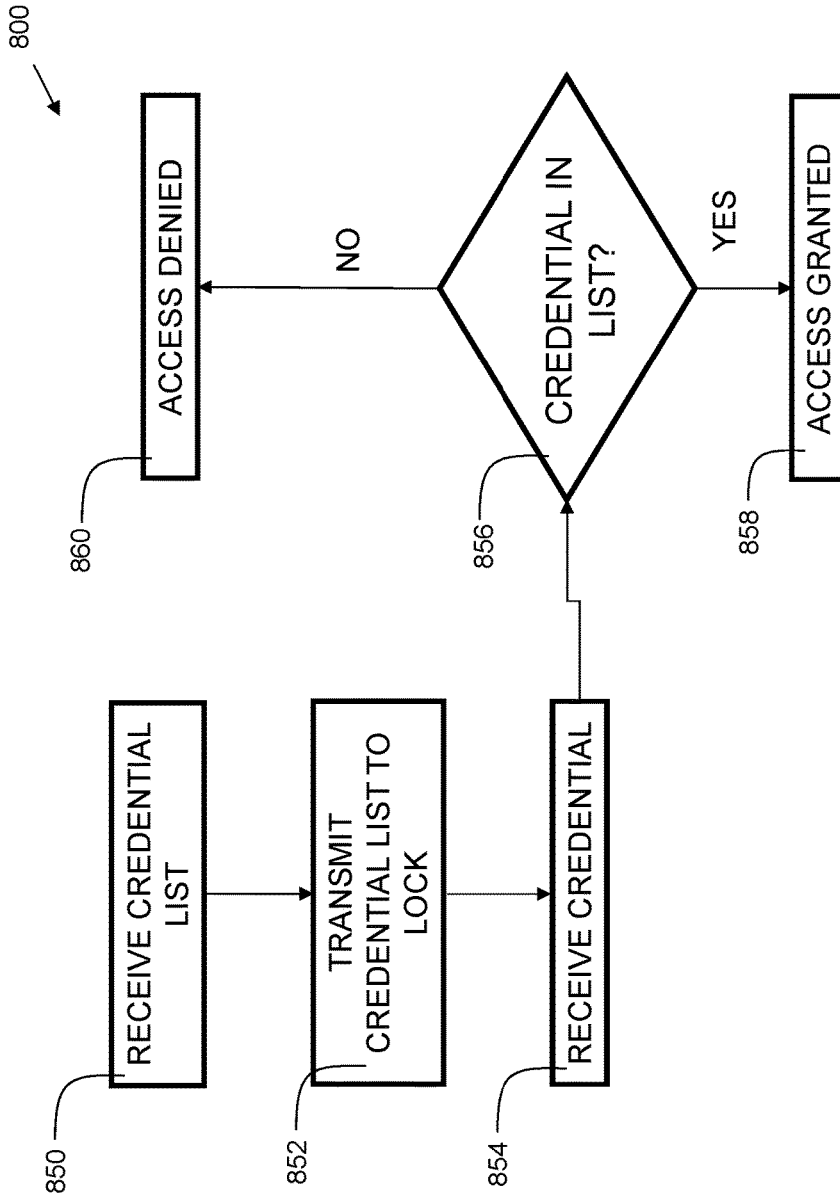 800
850
RECEIVE CREDENTIAL
LIST
852
TRANSMIT
CREDENTIAL LIST TO
LOCK
854
RECEIVE CREDENTIAL
860
ACCESS DENIED
NO
856
CREDENTIAL IN
LIST?
YES
858
ACCESS GRANTED